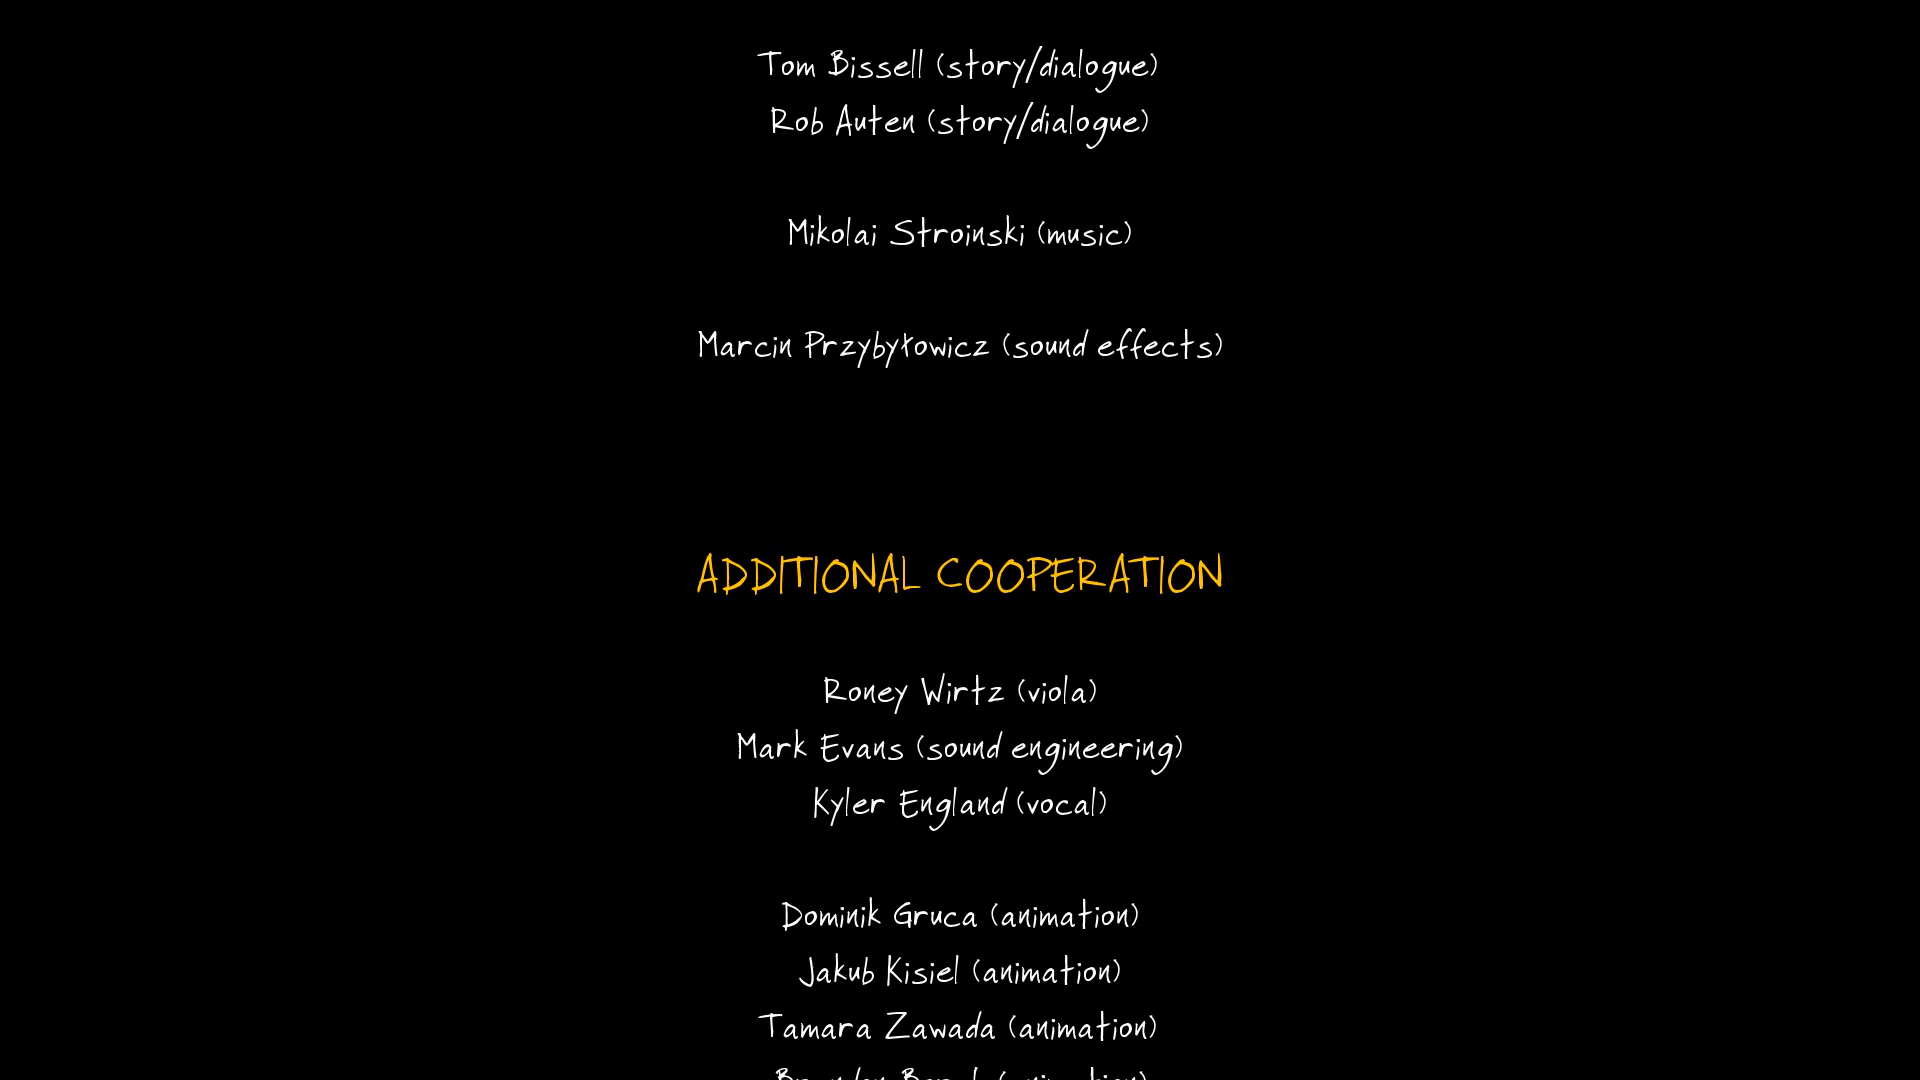 Tom Bissell (story/dialogue)
Rob Auten (story/dialogue)
Mikolai Stroinski (music)
Marcin Przybyłowicz (sound effects)
ADDITIONAL COOPERATION
Roney Wirtz (viola)
Mark Evans (sound engineering)
Kyler England (vocal)
Dominik Gruca (animation)
Jakub Kisiel (animation)
Tamara Zawada (animation)